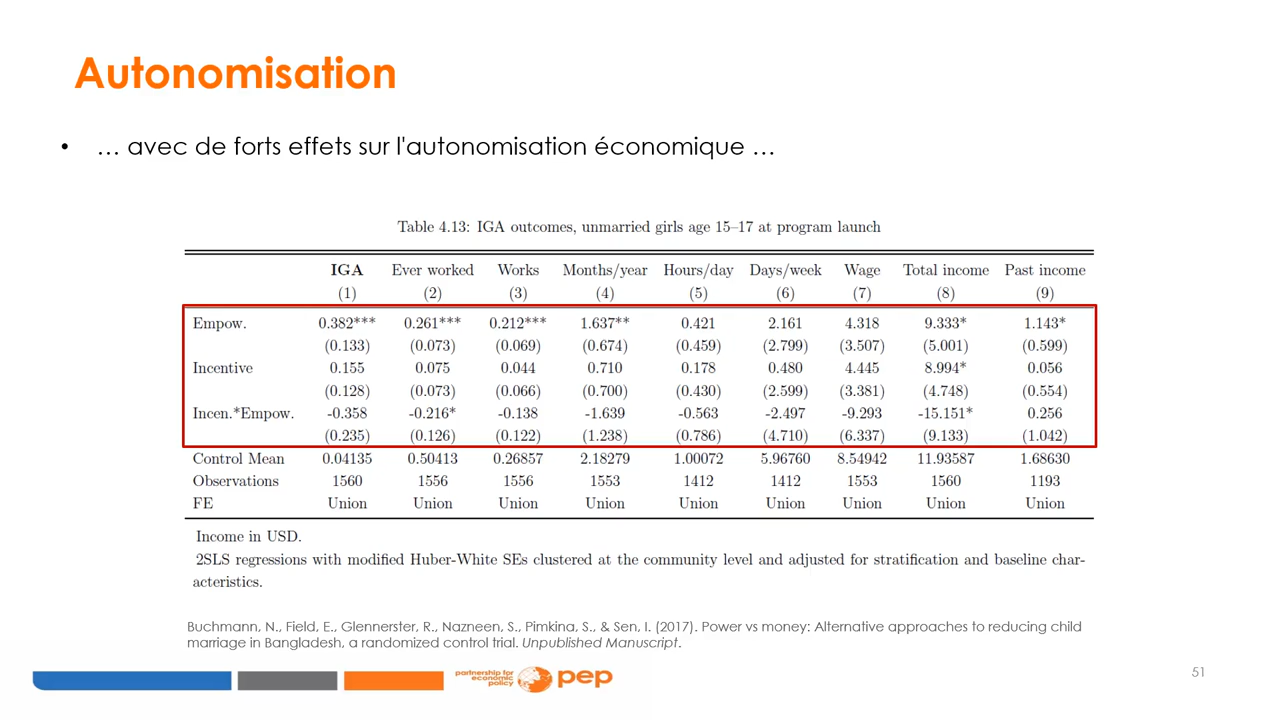 Autonomisation
• … avec de forts effets sur l'autonomisation économique …
Table 4.13: IGA outcomes, unmarried girls age 15–17 at program launch
IGA Ever worked Works Months/year Hours/day Days/week Wage Total income Past income
(1) (2) (3) (4) (5) (6) (7) (8) (9)
Empow. 0.382*** 0.261*** 0.212*** 1.637** 0.421 2.161 4.318 9.333* 1.143*
(0.133) (0.073) (0.069) (0.674) (0.459) (2.799) (3.507) (5.001) (0.599)
Incentive 0.155 0.075 0.044 0.710 0.178 0.480 4.445 8.994* 0.056
(0.128) (0.073) (0.066) (0.700) (0.430) (2.599) (3.381) (4.748) (0.554)
Incen.*Empow. -0.358 -0.216* -0.138 -1.639 -0.563 -2.497 -9.293 -15.151* 0.256
(0.235) (0.126) (0.122) (1.238) (0.786) (4.710) (6.337) (9.133) (1.042)
Control Mean 0.04135 0.50413 0.26857 2.18279 1.00072 5.96760 8.54942 11.93587 1.68630
Observations 1560 1556 1556 1553 1412 1412 1553 1560 1193
FE Union Union Union Union Union Union Union Union Union
Income in USD.
2SLS regressions with modified Huber-White SEs clustered at the community level and adjusted for stratification and baseline char-
acteristics.
Buchmann, N., Field, E., Glennerster, R., Nazneen, S., Pimkina, S., & Sen, I. (2017). Power vs money: Alternative approaches to reducing child
marriage in Bangladesh, a randomized control trial. Unpublished Manuscript.
partnership for
economic
policy
pep
51